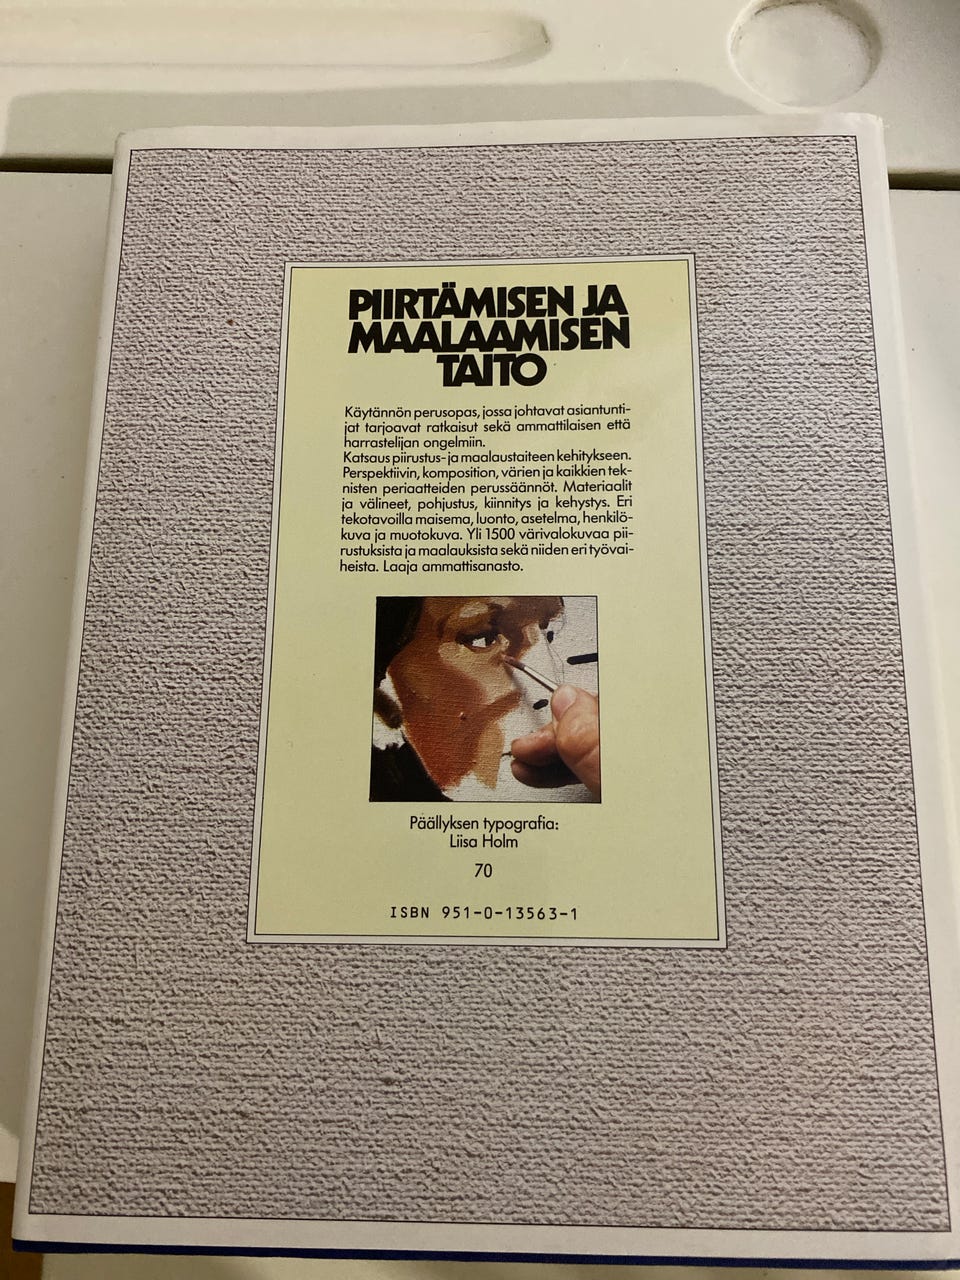 PIIRTÄMISEN JA
MAALAAMISEN
TAITO
Käytännön perusopas, jossa johtavat asiantunti-
jat tarjoavat ratkaisut sekä ammattilaisen että
harrastelijan ongelmiin.
Katsaus piirustus- ja maalaustaiteen kehitykseen.
Perspektiivin, komposition, värien ja kaikkien tek-
nisten periaatteiden perussäännöt. Materiaalit
ja välineet, pohjustus, kiinnitys ja kehystys. Eri
tekotavoilla maisema, luonto, asetelma, henkilö-
kuva ja muotokuva. Yli 1500 värivalokuvaa pii-
rustuksista ja maalauksista sekä niiden eri työvai-
heista. Laaja ammattisanasto.
Päällyksen typografia:
Liisa Holm
70
ISBN 951-0-13563-1